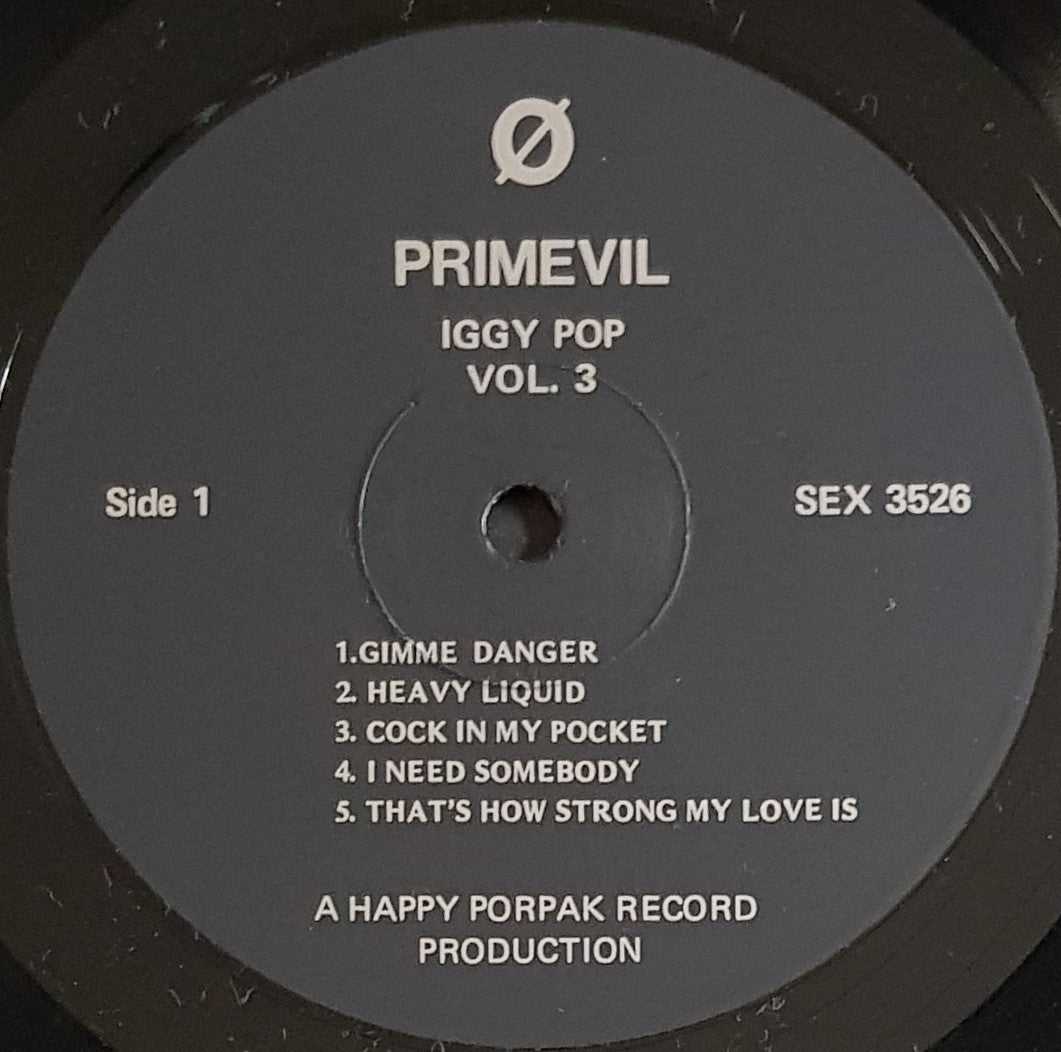 Ø
PRIMEVIL
IGGY POP
VOL. 3
Side 1
SEX 3526
1.GIMME DANGER
2. HEAVY LIQUID
3. COCK IN MY POCKET
4. I NEED SOMEBODY
5. THAT'S HOW STRONG MY LOVE IS
A HAPPY PORPAK RECORD
PRODUCTION